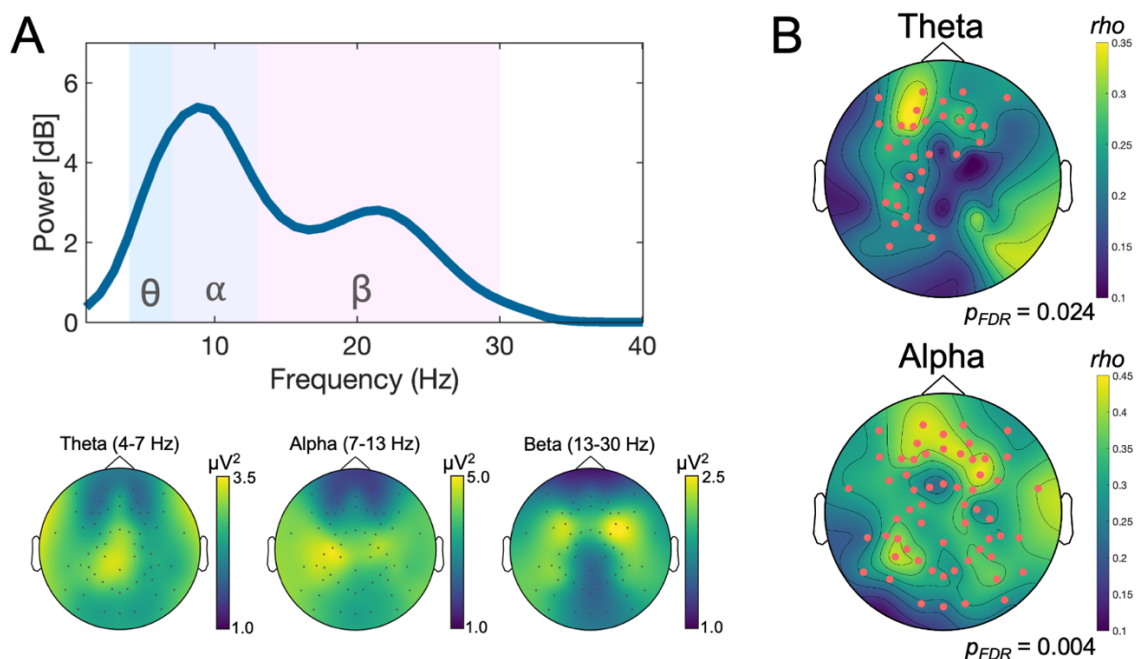 A
Power [dB]
6
4
2
0
θ
α
β
10
20
30
40
Frequency (Hz)
Theta (4-7 Hz)
μV²
3.5
1.0
Alpha (7-13 Hz)
μV²
5.0
1.0
Beta (13-30 Hz)
μV²
2.5
1.0
B
Theta
rho
0.35
0.3
0.25
0.2
0.15
0.1
pFDR = 0.024
Alpha
rho
0.45
0.4
0.35
0.3
0.25
0.2
0.15
0.1
pFDR = 0.004